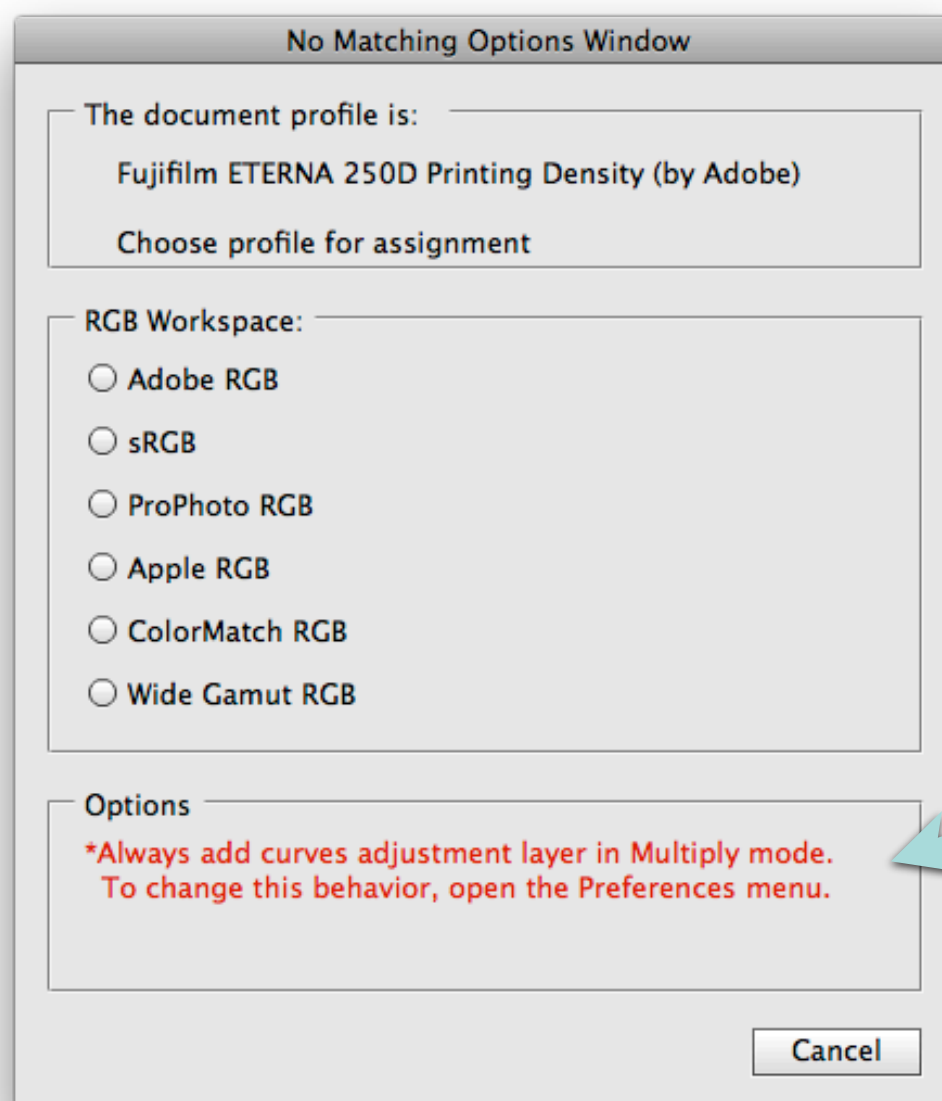 No Matching Options Window
The document profile is:
Fujifilm ETERNA 250D Printing Density (by Adobe)
Choose profile for assignment
RGB Workspace:
Adobe RGB
sRGB
ProPhoto RGB
Apple RGB
ColorMatch RGB
Wide Gamut RGB
Options
*Always add curves adjustment layer in Multiply mode.
To change this behavior, open the Preferences menu.
Cancel